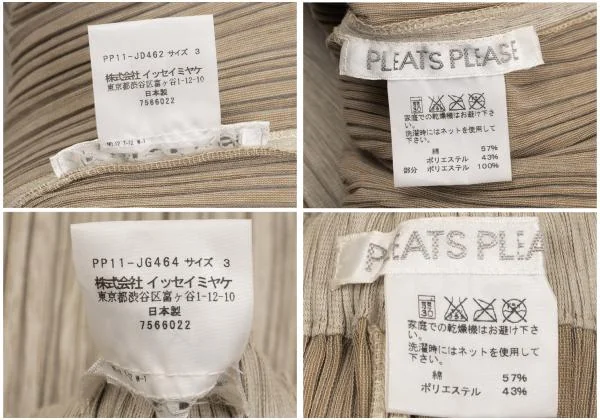 PP11-JD462 サイズ 3
株式会社 イッセイミヤケ
東京都渋谷区富ヶ谷1-12-10
日本製
7566022
PLEATS PLEASE
30
家庭での乾燥機はお避け下さい。
洗濯時にはネットを使用して下さい。
綿 57%
ポリエステル 43%
部分 ポリエステル 100%
PP11-JG464 サイズ 3
株式会社 イッセイミヤケ
東京都渋谷区富ヶ谷1-12-10
日本製
7566022
PLEATS PLEA
30
家庭での乾燥機はお避け下さい。
洗濯時にはネットを使用して下さい。
綿 57%
ポリエステル 43%